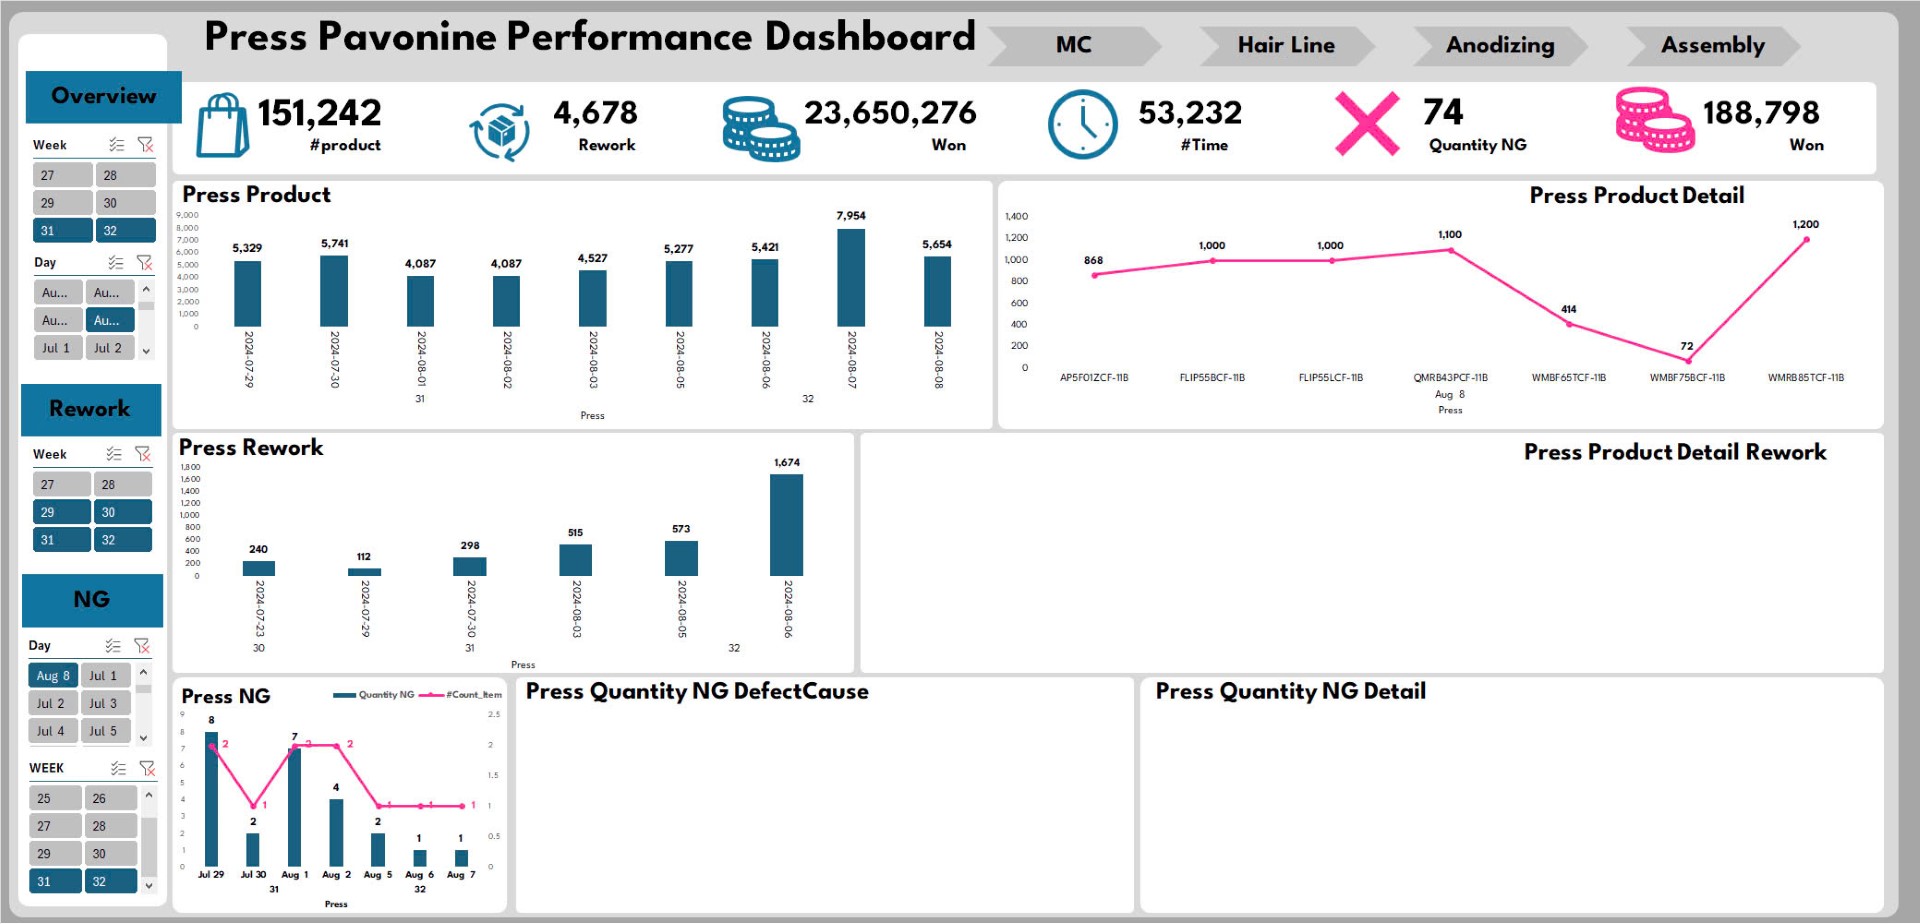 Press Pavonine Performance Dashboard
MC
Hair Line
Anodizing
Assembly
Overview
151,242
#product
4,678
Rework
23,650,276
Won
53,232
#Time
74
Quantity NG
188,798
Won
Week
27 28
29 30
31 32
Day
Au... Au...
Au... Au...
Jul 1 Jul 2
Rework
Week
27 28
29 30
31 32
NG
Day
Aug 8 Jul 1
Jul 2 Jul 3
Jul 4 Jul 5
WEEK
25 26
27 28
29 30
31 32
Press Product
9,000
8,000
7,000
6,000
5,000
4,000
3,000
2,000
1,000
0
5,329
5,741
4,087
4,087
4,527
5,277
5,421
7,954
5,654
2024-07-29
2024-07-30
2024-08-01
2024-08-02
2024-08-03
2024-08-05
2024-08-06
2024-08-07
2024-08-08
31
32
Press
Press Product Detail
1,400
1,200
1,000
800
600
400
200
0
868
1,000
1,000
1,100
414
72
1,200
AP5F01ZCF-11B
FLIP55BCF-11B
FLIP55LCF-11B
QMRB43PCF-11B
WMBF65TCF-11B
WMBF75BCF-11B
WMRB85TCF-11B
Aug 8
Press
Press Rework
1,800
1,600
1,400
1,200
1,000
800
600
400
200
0
240
112
298
515
573
1,674
2024-07-23
2024-07-29
2024-07-30
2024-08-03
2024-08-05
2024-08-06
30
31
32
Press
Press Product Detail Rework
Press NG
Quantity NG
#Count_Item
9
8
7
6
5
4
3
2
1
0
2.5
2
1.5
1
0.5
0
8
2
7
4
2
1
1
2
1
2
2
1
1
1
Jul 29
Jul 30
Aug 1
Aug 2
Aug 5
Aug 6
Aug 7
31
32
Press
Press Quantity NG DefectCause
Press Quantity NG Detail